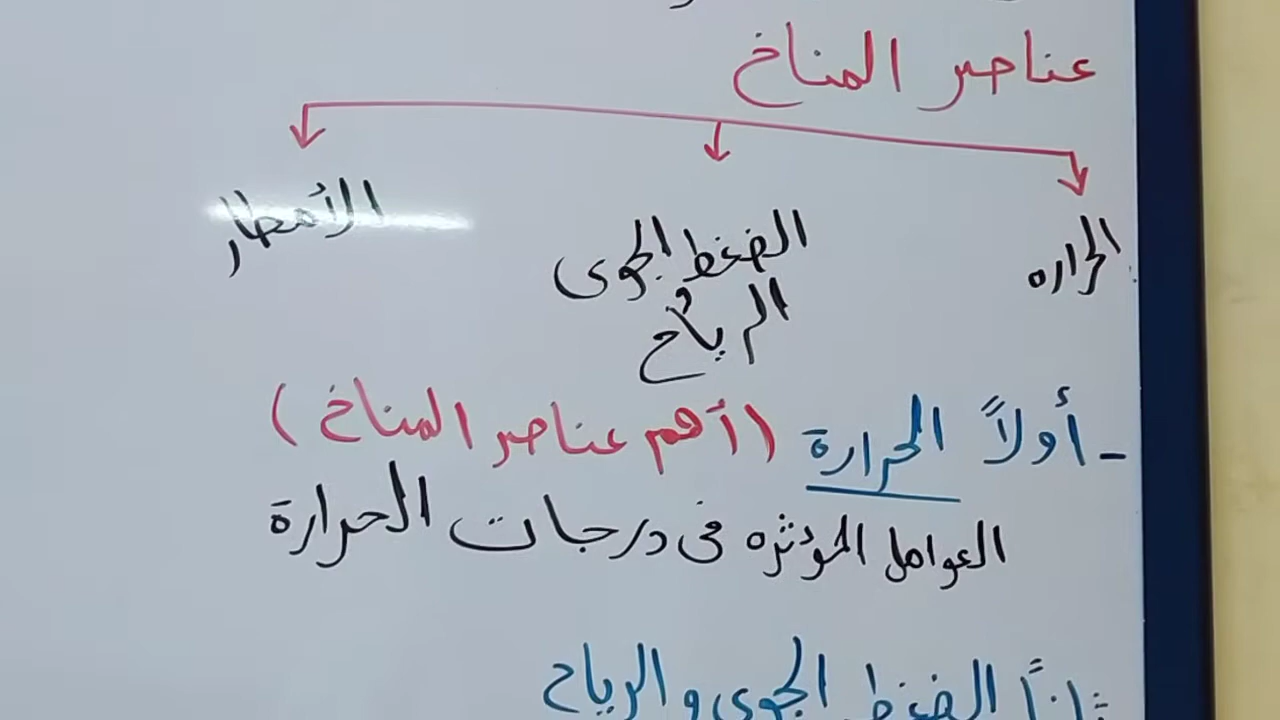 عناصر المناخ
الحراره الضغط الجوى الأمطار
و الرياح
- أولاً الحرارة (أهم عناصر المناخ)
العوامل المؤثره فى درجات الحرارة
ثانياً الضغط الجوى والرياح